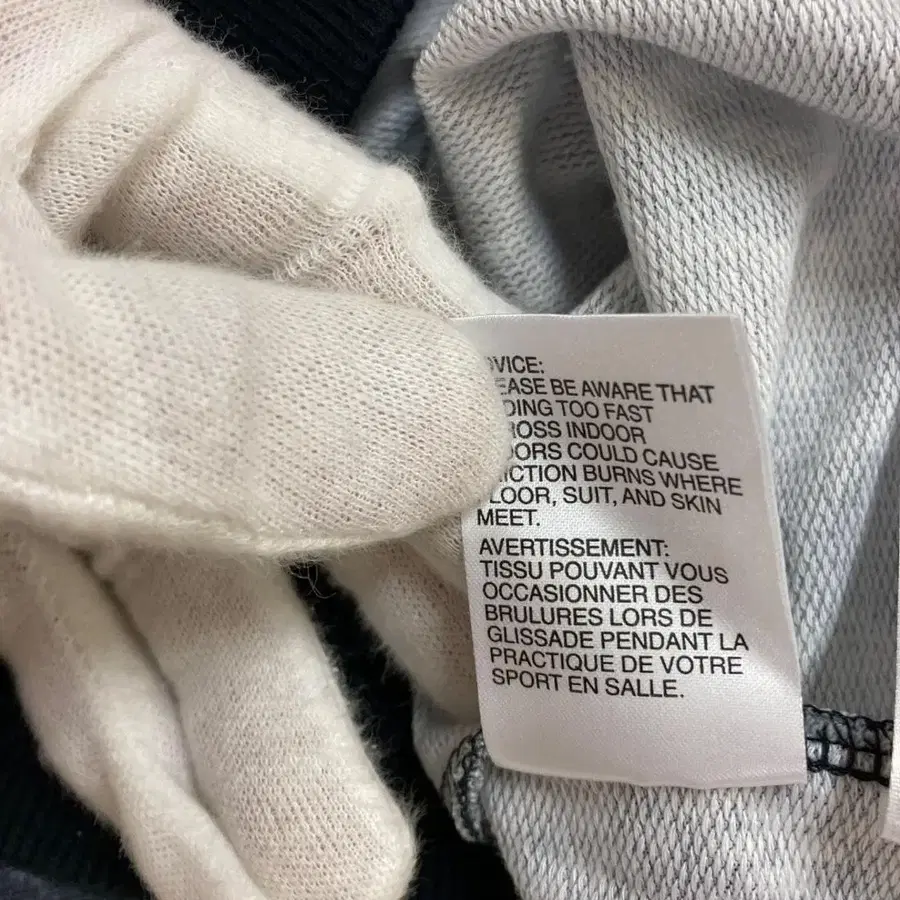 VICE:
EASE BE AWARE THAT
DING TOO FAST
ROSS INDOOR
OORS COULD CAUSE
ICTION BURNS WHERE
LOOR, SUIT, AND SKIN
MEET.
AVERTISSEMENT:
TISSU POUVANT VOUS
OCCASIONNER DES
BRULURES LORS DE
GLISSADE PENDANT LA
PRACTIQUE DE VOTRE
SPORT EN SALLE.